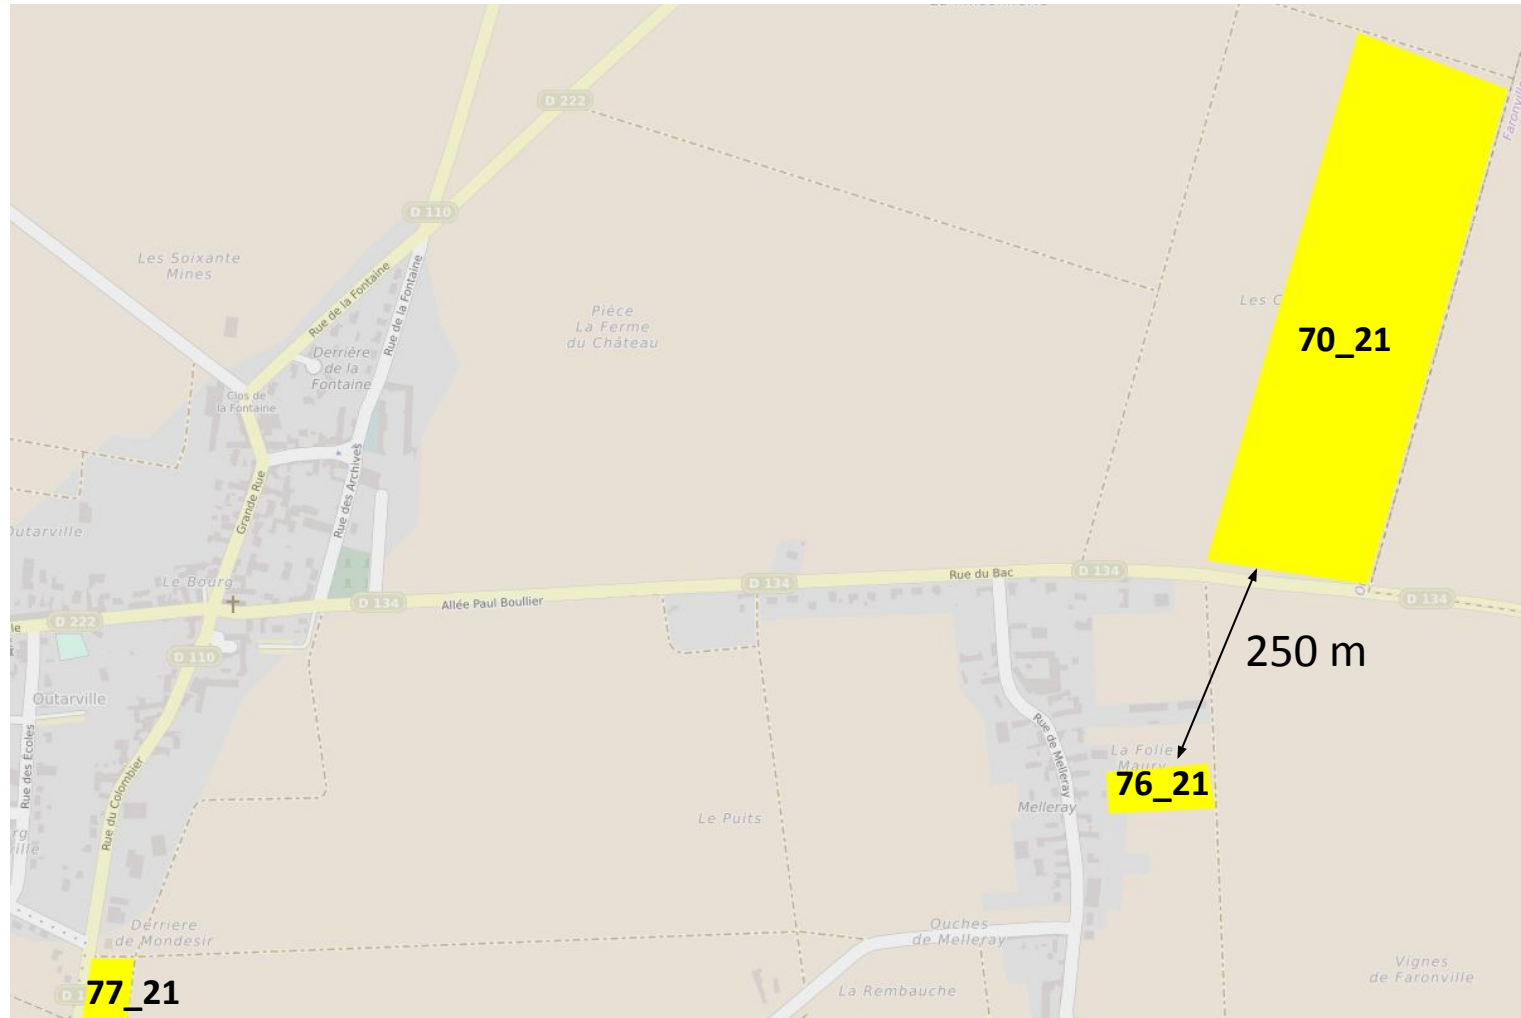 D 222
Faronville
D 110
Les Soixante
Mines
Rue de la Fontaine
Rue de la Fontaine
Pièce
La Ferme
du Château
Les C
70_21
Derrière
de la
Fontaine
Clos de
la Fontaine
Grande Rue
Rue des Archives
Outarville
Le Bourg
D 134
Allée Paul Boullier
D 134
Rue du Bac
D 134
D 134
D 222
D 110
250 m
Outarville
Rue des Ecoles
Rue du Colombier
Rue de Melleray
La Folie
Maury
76_21
Melleray
Le Puits
Derriere
de Mondesir
Ouches
de Melleray
Vignes
de Faronville
La Rembauche
77_21